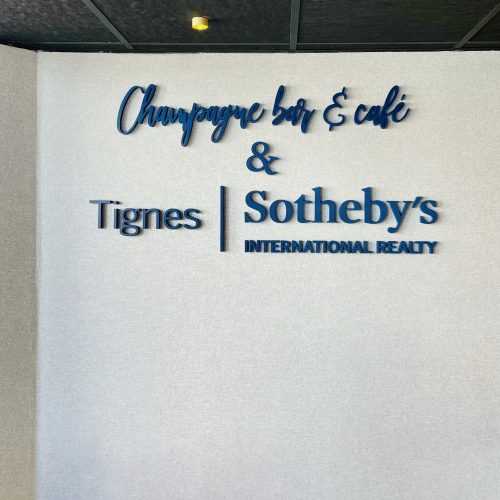 Champagne bar & café
&
Tignes | Sotheby's
INTERNATIONAL REALTY